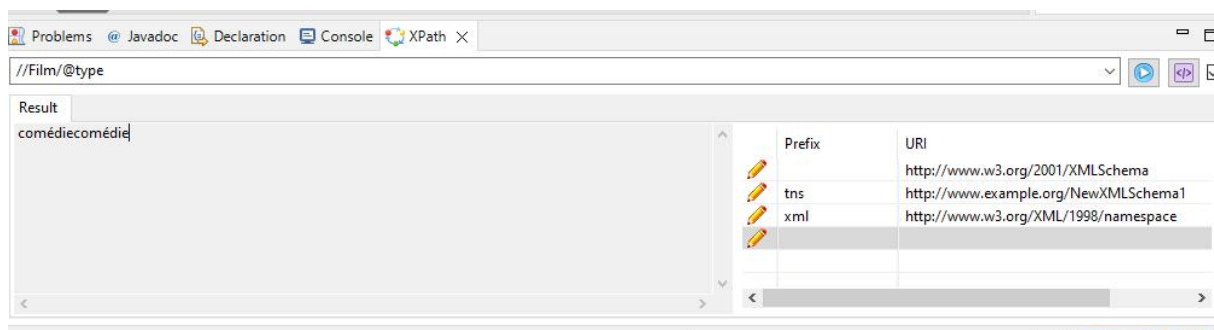 Problems @ Javadoc Declaration Console XPath
//Film/@type
Result
comédiecomédie
Prefix URI
http://www.w3.org/2001/XMLSchema
tns http://www.example.org/NewXMLSchema1
xml http://www.w3.org/XML/1998/namespace